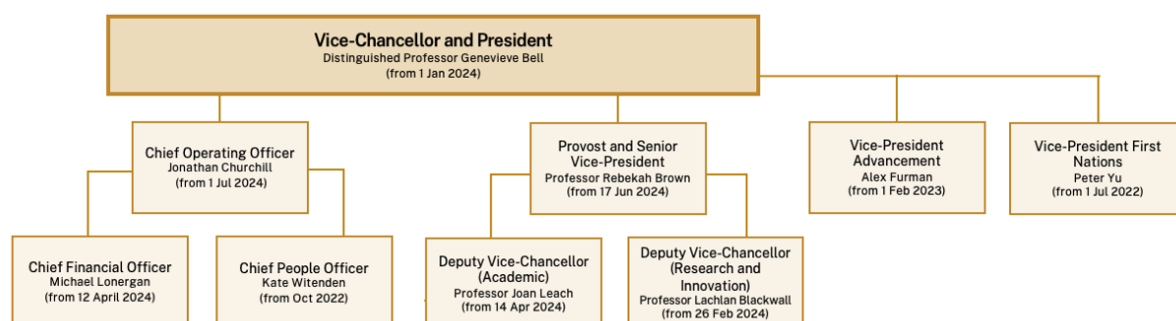 Vice-Chancellor and President
Distinguished Professor Genevieve Bell
(from 1 Jan 2024)
Chief Operating Officer
Jonathan Churchill
(from 1 Jul 2024)
Provost and Senior
Vice-President
Professor Rebekah Brown
(from 17 Jun 2024)
Vice-President
Advancement
Alex Furman
(from 1 Feb 2023)
Vice-President First
Nations
Peter Yu
(from 1 Jul 2022)
Chief Financial Officer
Michael Lonergan
(from 12 April 2024)
Chief People Officer
Kate Witenden
(from Oct 2022)
Deputy Vice-Chancellor
(Academic)
Professor Joan Leach
(from 14 Apr 2024)
Deputy Vice-Chancellor
(Research and
Innovation)
Professor Lachlan Blackwall
(from 26 Feb 2024)